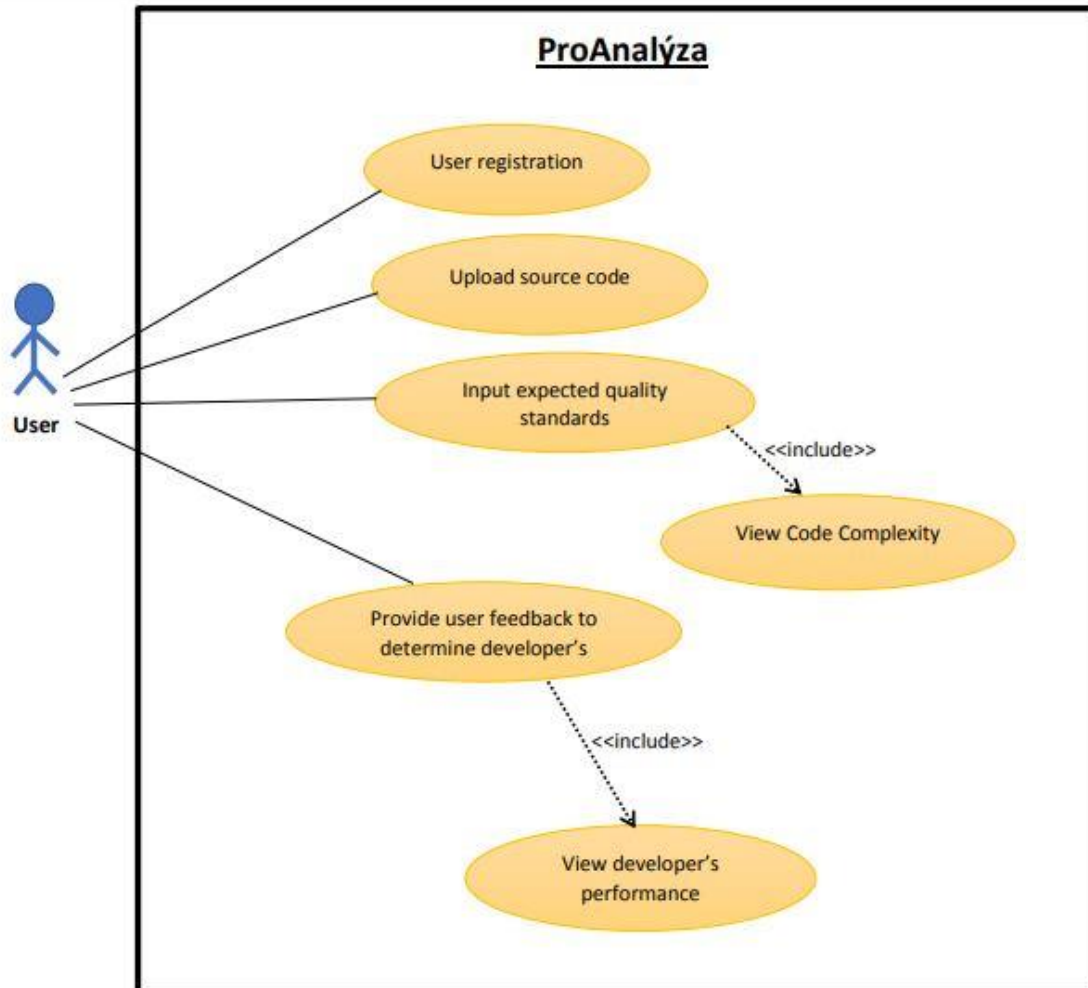 ProAnalýza
User registration
Upload source code
User
Input expected quality
standards
<<include>>
View Code Complexity
Provide user feedback to
determine developer's
<<include>>
View developer's
performance